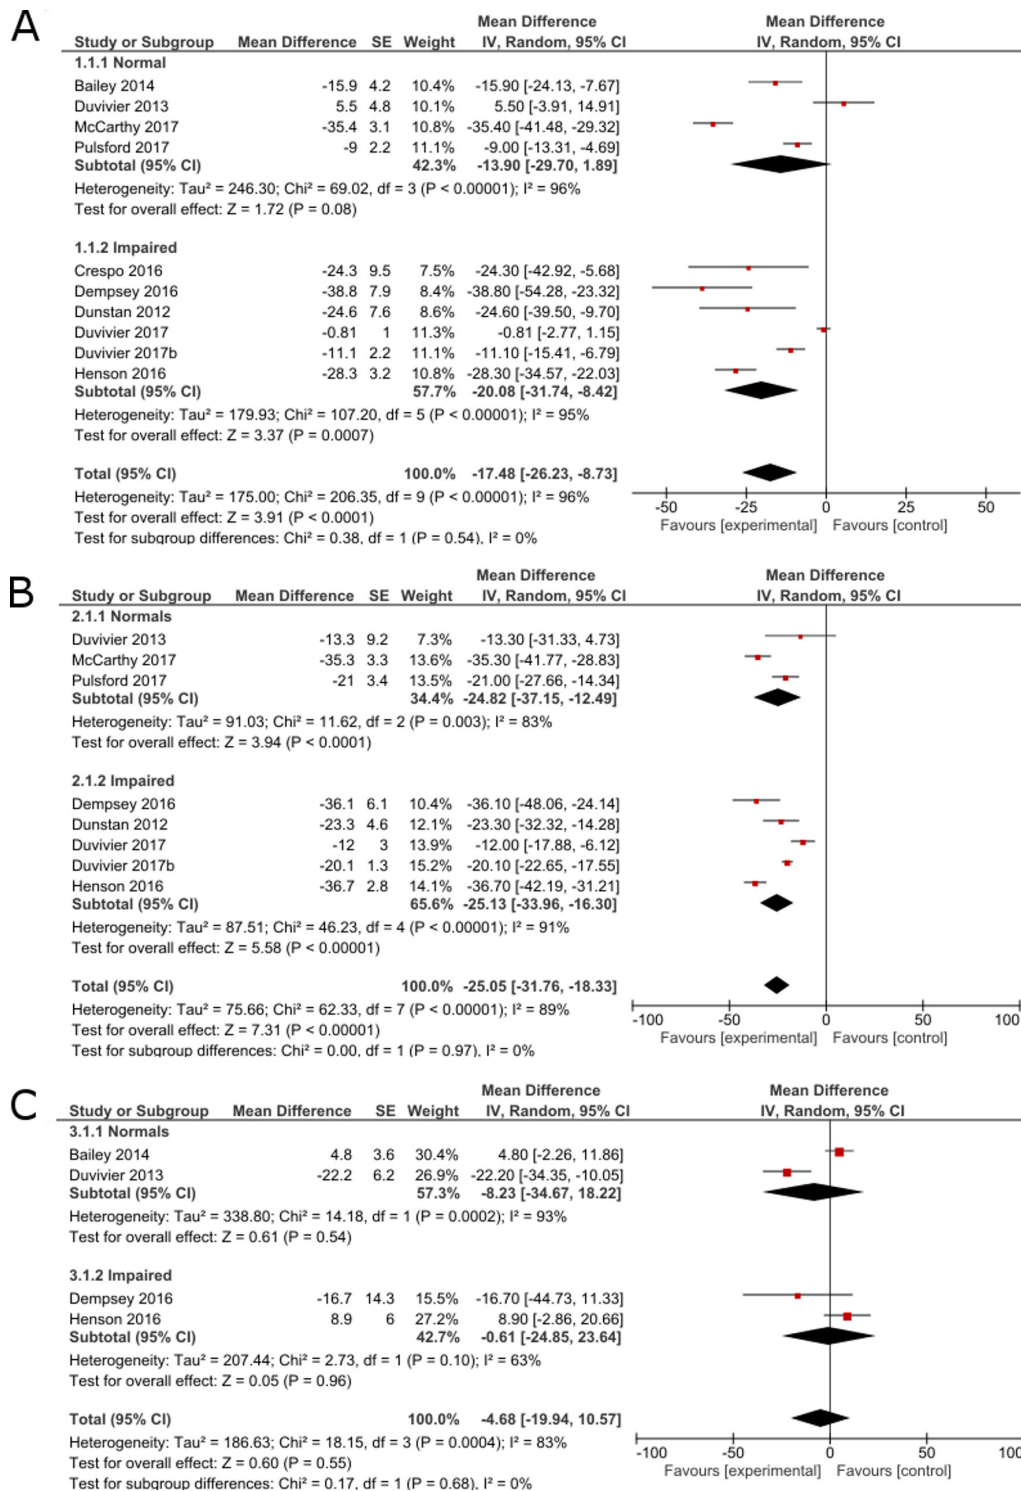 A
Mean Difference Mean Difference
Study or Subgroup Mean Difference SE Weight IV, Random, 95% CI IV, Random, 95% CI
1.1.1 Normal
Bailey 2014 -15.9 4.2 10.4% -15.90 [-24.13, -7.67]
Duvivier 2013 5.5 4.8 10.1% 5.50 [-3.91, 14.91]
McCarthy 2017 -35.4 3.1 10.8% -35.40 [-41.48, -29.32]
Pulsford 2017 -9 2.2 11.1% -9.00 [-13.31, -4.69]
Subtotal (95% CI) 42.3% -13.90 [-29.70, 1.89]
Heterogeneity: Tau² = 246.30; Chi² = 69.02, df = 3 (P < 0.00001); I² = 96%
Test for overall effect: Z = 1.72 (P = 0.08)
1.1.2 Impaired
Crespo 2016 -24.3 9.5 7.5% -24.30 [-42.92, -5.68]
Dempsey 2016 -38.8 7.9 8.4% -38.80 [-54.28, -23.32]
Dunstan 2012 -24.6 7.6 8.6% -24.60 [-39.50, -9.70]
Duvivier 2017 -0.81 1 11.3% -0.81 [-2.77, 1.15]
Duvivier 2017b -11.1 2.2 11.1% -11.10 [-15.41, -6.79]
Henson 2016 -28.3 3.2 10.8% -28.30 [-34.57, -22.03]
Subtotal (95% CI) 57.7% -20.08 [-31.74, -8.42]
Heterogeneity: Tau² = 179.93; Chi² = 107.20, df = 5 (P < 0.00001); I² = 95%
Test for overall effect: Z = 3.37 (P = 0.0007)
Total (95% CI) 100.0% -17.48 [-26.23, -8.73]
Heterogeneity: Tau² = 175.00; Chi² = 206.35, df = 9 (P < 0.00001); I² = 96%
Test for overall effect: Z = 3.91 (P < 0.0001)
Test for subgroup differences: Chi² = 0.38, df = 1 (P = 0.54), I² = 0%
-50 -25 0 25 50
Favours [experimental] Favours [control]
B
Mean Difference Mean Difference
Study or Subgroup Mean Difference SE Weight IV, Random, 95% CI IV, Random, 95% CI
2.1.1 Normals
Duvivier 2013 -13.3 9.2 7.3% -13.30 [-31.33, 4.73]
McCarthy 2017 -35.3 3.3 13.6% -35.30 [-41.77, -28.83]
Pulsford 2017 -21 3.4 13.5% -21.00 [-27.66, -14.34]
Subtotal (95% CI) 34.4% -24.82 [-37.15, -12.49]
Heterogeneity: Tau² = 91.03; Chi² = 11.62, df = 2 (P = 0.003); I² = 83%
Test for overall effect: Z = 3.94 (P < 0.0001)
2.1.2 Impaired
Dempsey 2016 -36.1 6.1 10.4% -36.10 [-48.06, -24.14]
Dunstan 2012 -23.3 4.6 12.1% -23.30 [-32.32, -14.28]
Duvivier 2017 -12 3 13.9% -12.00 [-17.88, -6.12]
Duvivier 2017b -20.1 1.3 15.2% -20.10 [-22.65, -17.55]
Henson 2016 -36.7 2.8 14.1% -36.70 [-42.19, -31.21]
Subtotal (95% CI) 65.6% -25.13 [-33.96, -16.30]
Heterogeneity: Tau² = 87.51; Chi² = 46.23, df = 4 (P < 0.00001); I² = 91%
Test for overall effect: Z = 5.58 (P < 0.00001)
Total (95% CI) 100.0% -25.05 [-31.76, -18.33]
Heterogeneity: Tau² = 75.66; Chi² = 62.33, df = 7 (P < 0.00001); I² = 89%
Test for overall effect: Z = 7.31 (P < 0.00001)
Test for subgroup differences: Chi² = 0.00, df = 1 (P = 0.97), I² = 0%
-100 -50 0 50 100
Favours [experimental] Favours [control]
C
Mean Difference Mean Difference
Study or Subgroup Mean Difference SE Weight IV, Random, 95% CI IV, Random, 95% CI
3.1.1 Normals
Bailey 2014 4.8 3.6 30.4% 4.80 [-2.26, 11.86]
Duvivier 2013 -22.2 6.2 26.9% -22.20 [-34.35, -10.05]
Subtotal (95% CI) 57.3% -8.23 [-34.67, 18.22]
Heterogeneity: Tau² = 338.80; Chi² = 14.18, df = 1 (P = 0.0002); I² = 93%
Test for overall effect: Z = 0.61 (P = 0.54)
3.1.2 Impaired
Dempsey 2016 -16.7 14.3 15.5% -16.70 [-44.73, 11.33]
Henson 2016 8.9 6 27.2% 8.90 [-2.86, 20.66]
Subtotal (95% CI) 42.7% -0.61 [-24.85, 23.64]
Heterogeneity: Tau² = 207.44; Chi² = 2.73, df = 1 (P = 0.10); I² = 63%
Test for overall effect: Z = 0.05 (P = 0.96)
Total (95% CI) 100.0% -4.68 [-19.94, 10.57]
Heterogeneity: Tau² = 186.63; Chi² = 18.15, df = 3 (P = 0.0004); I² = 83%
Test for overall effect: Z = 0.60 (P = 0.55)
Test for subgroup differences: Chi² = 0.17, df = 1 (P = 0.68), I² = 0%
-100 -50 0 50 100
Favours [experimental] Favours [control]